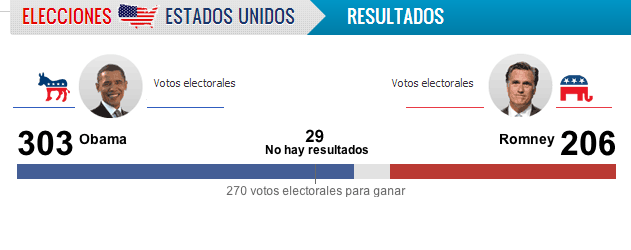 ELECCIONES ESTADOS UNIDOS RESULTADOS
Votos electorales
Votos electorales
303 Obama
29
No hay resultados
Romney 206
270 votos electorales para ganar